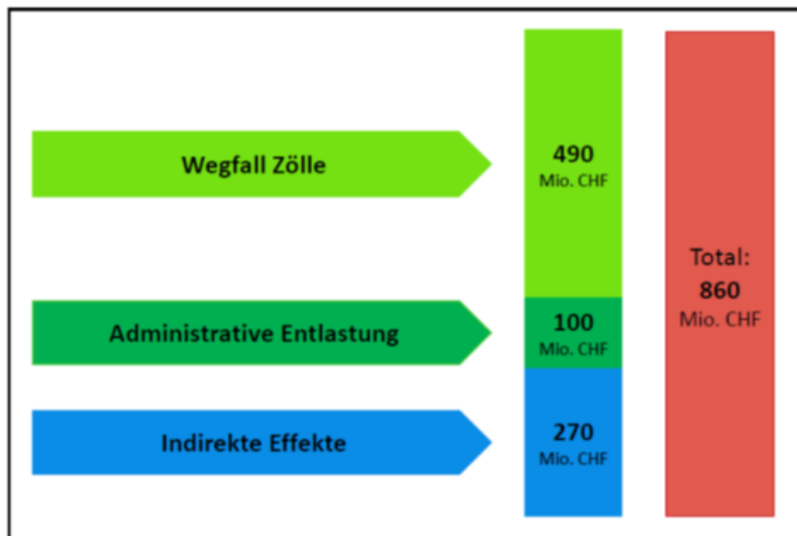 Wegfall Zölle
490
Mio. CHF
Administrative Entlastung
100
Mio. CHF
Indirekte Effekte
270
Mio. CHF
Total:
860
Mio. CHF